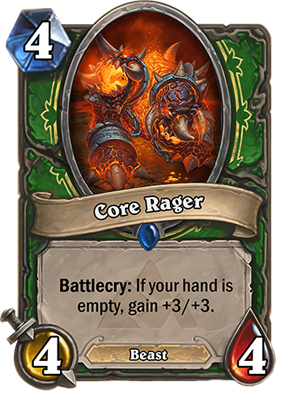 4
Core Rager
Battlecry: If your hand is
empty, gain +3/+3.
4
Beast
4